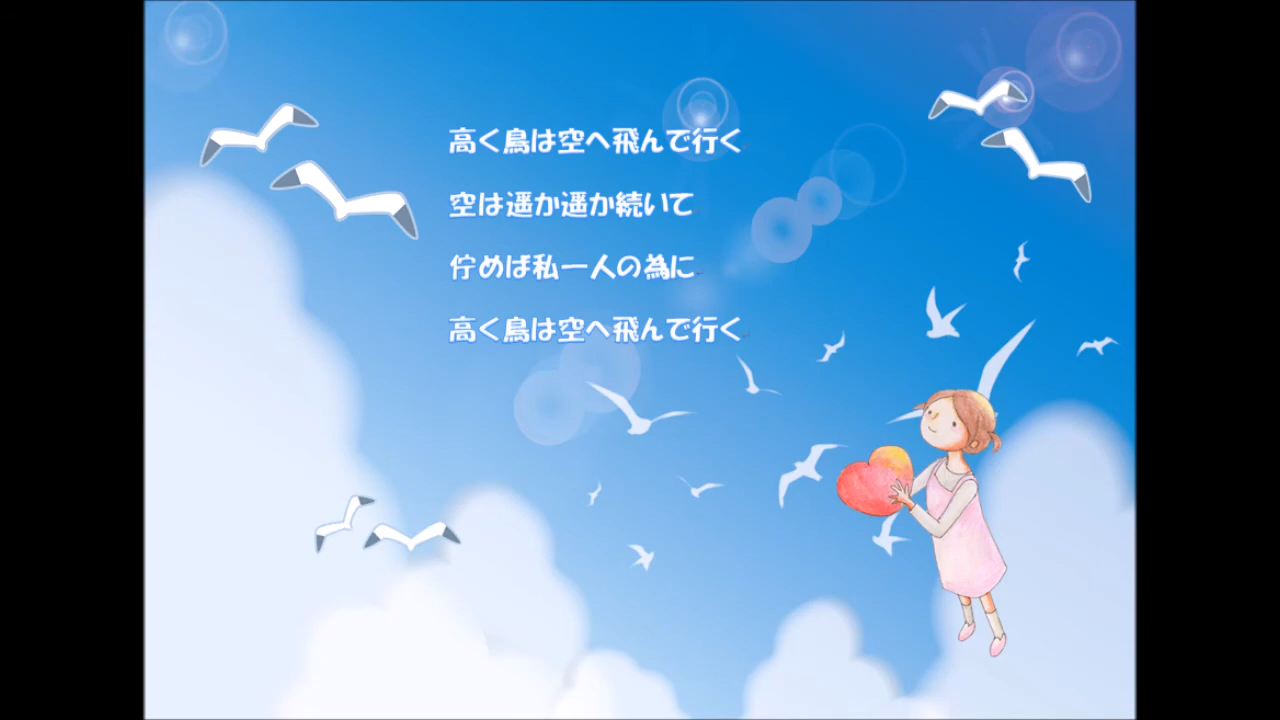 高く鳥は空へ飛んで行く
空は遥か遥か続いて
佇めば私一人の為に
高く鳥は空へ飛んで行く